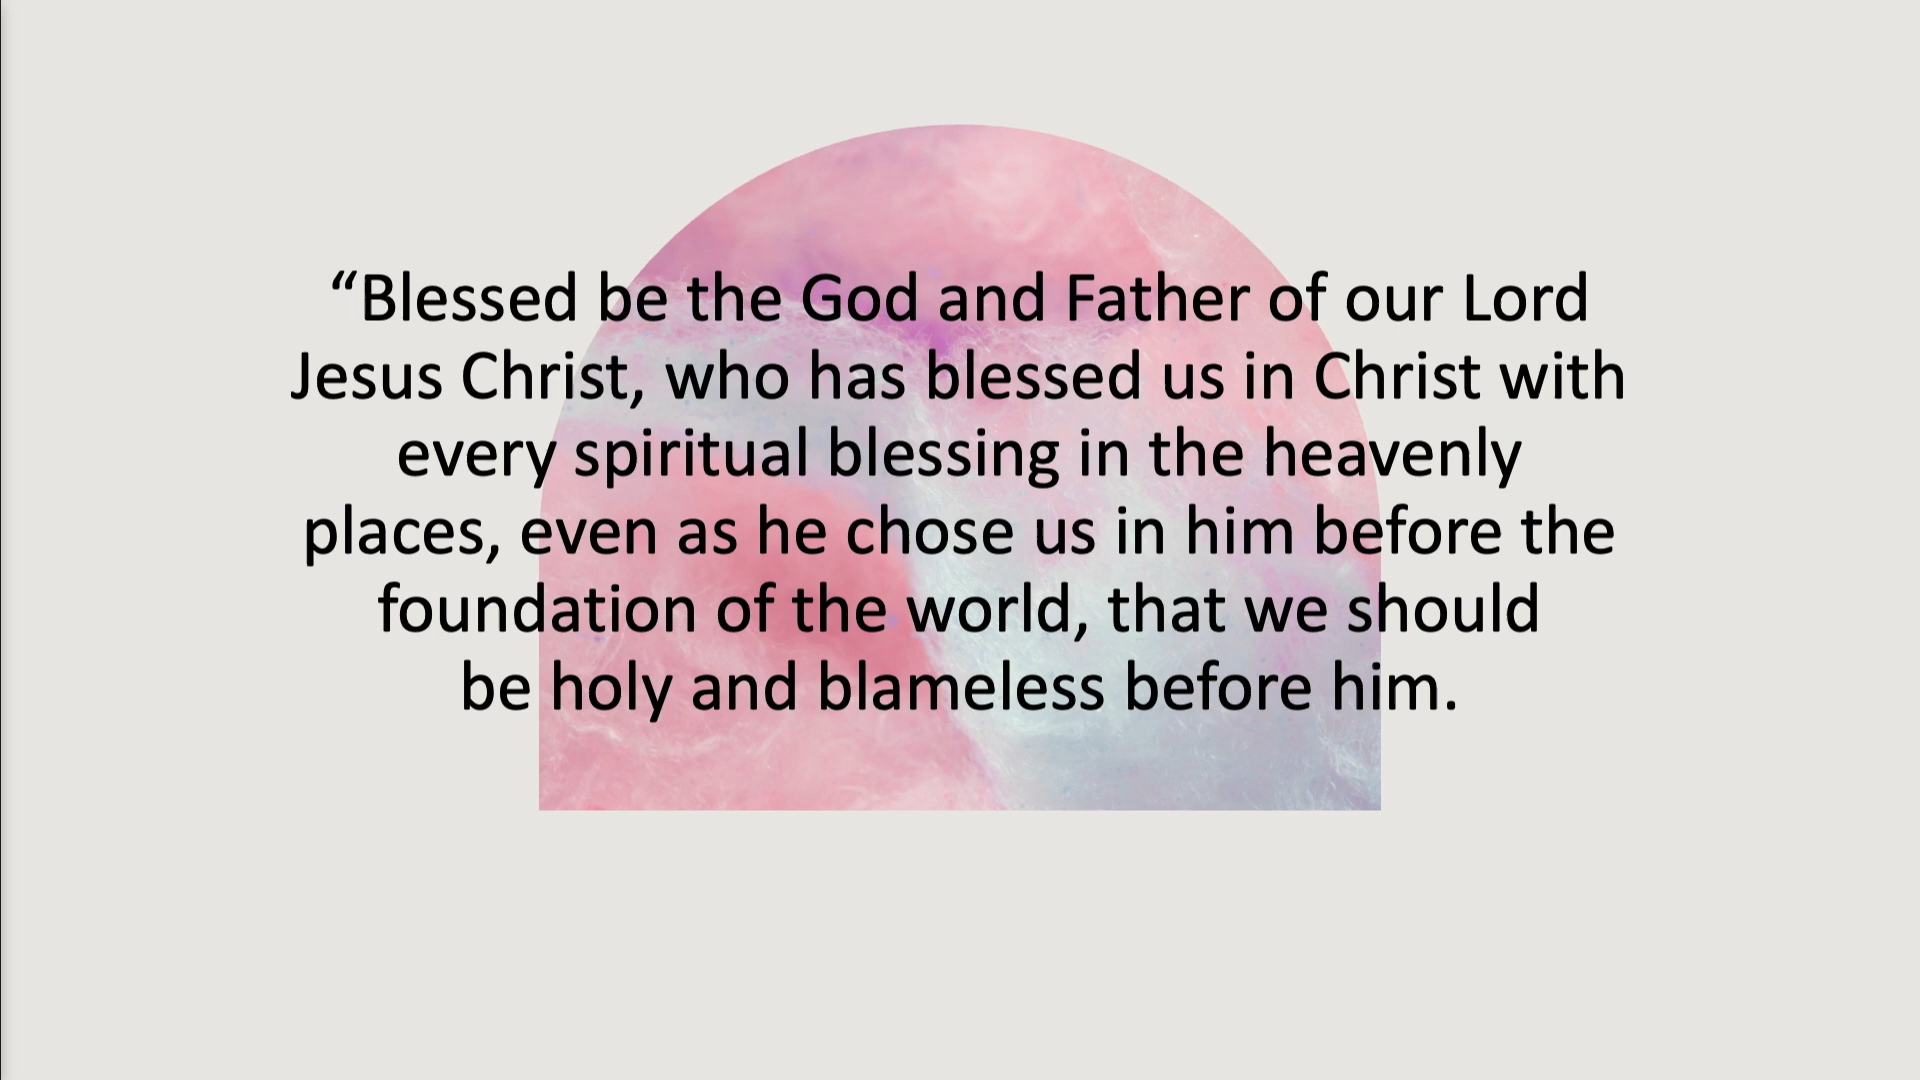 “Blessed be the God and Father of our Lord
Jesus Christ, who has blessed us in Christ with
every spiritual blessing in the heavenly
places, even as he chose us in him before the
foundation of the world, that we should
be holy and blameless before him.